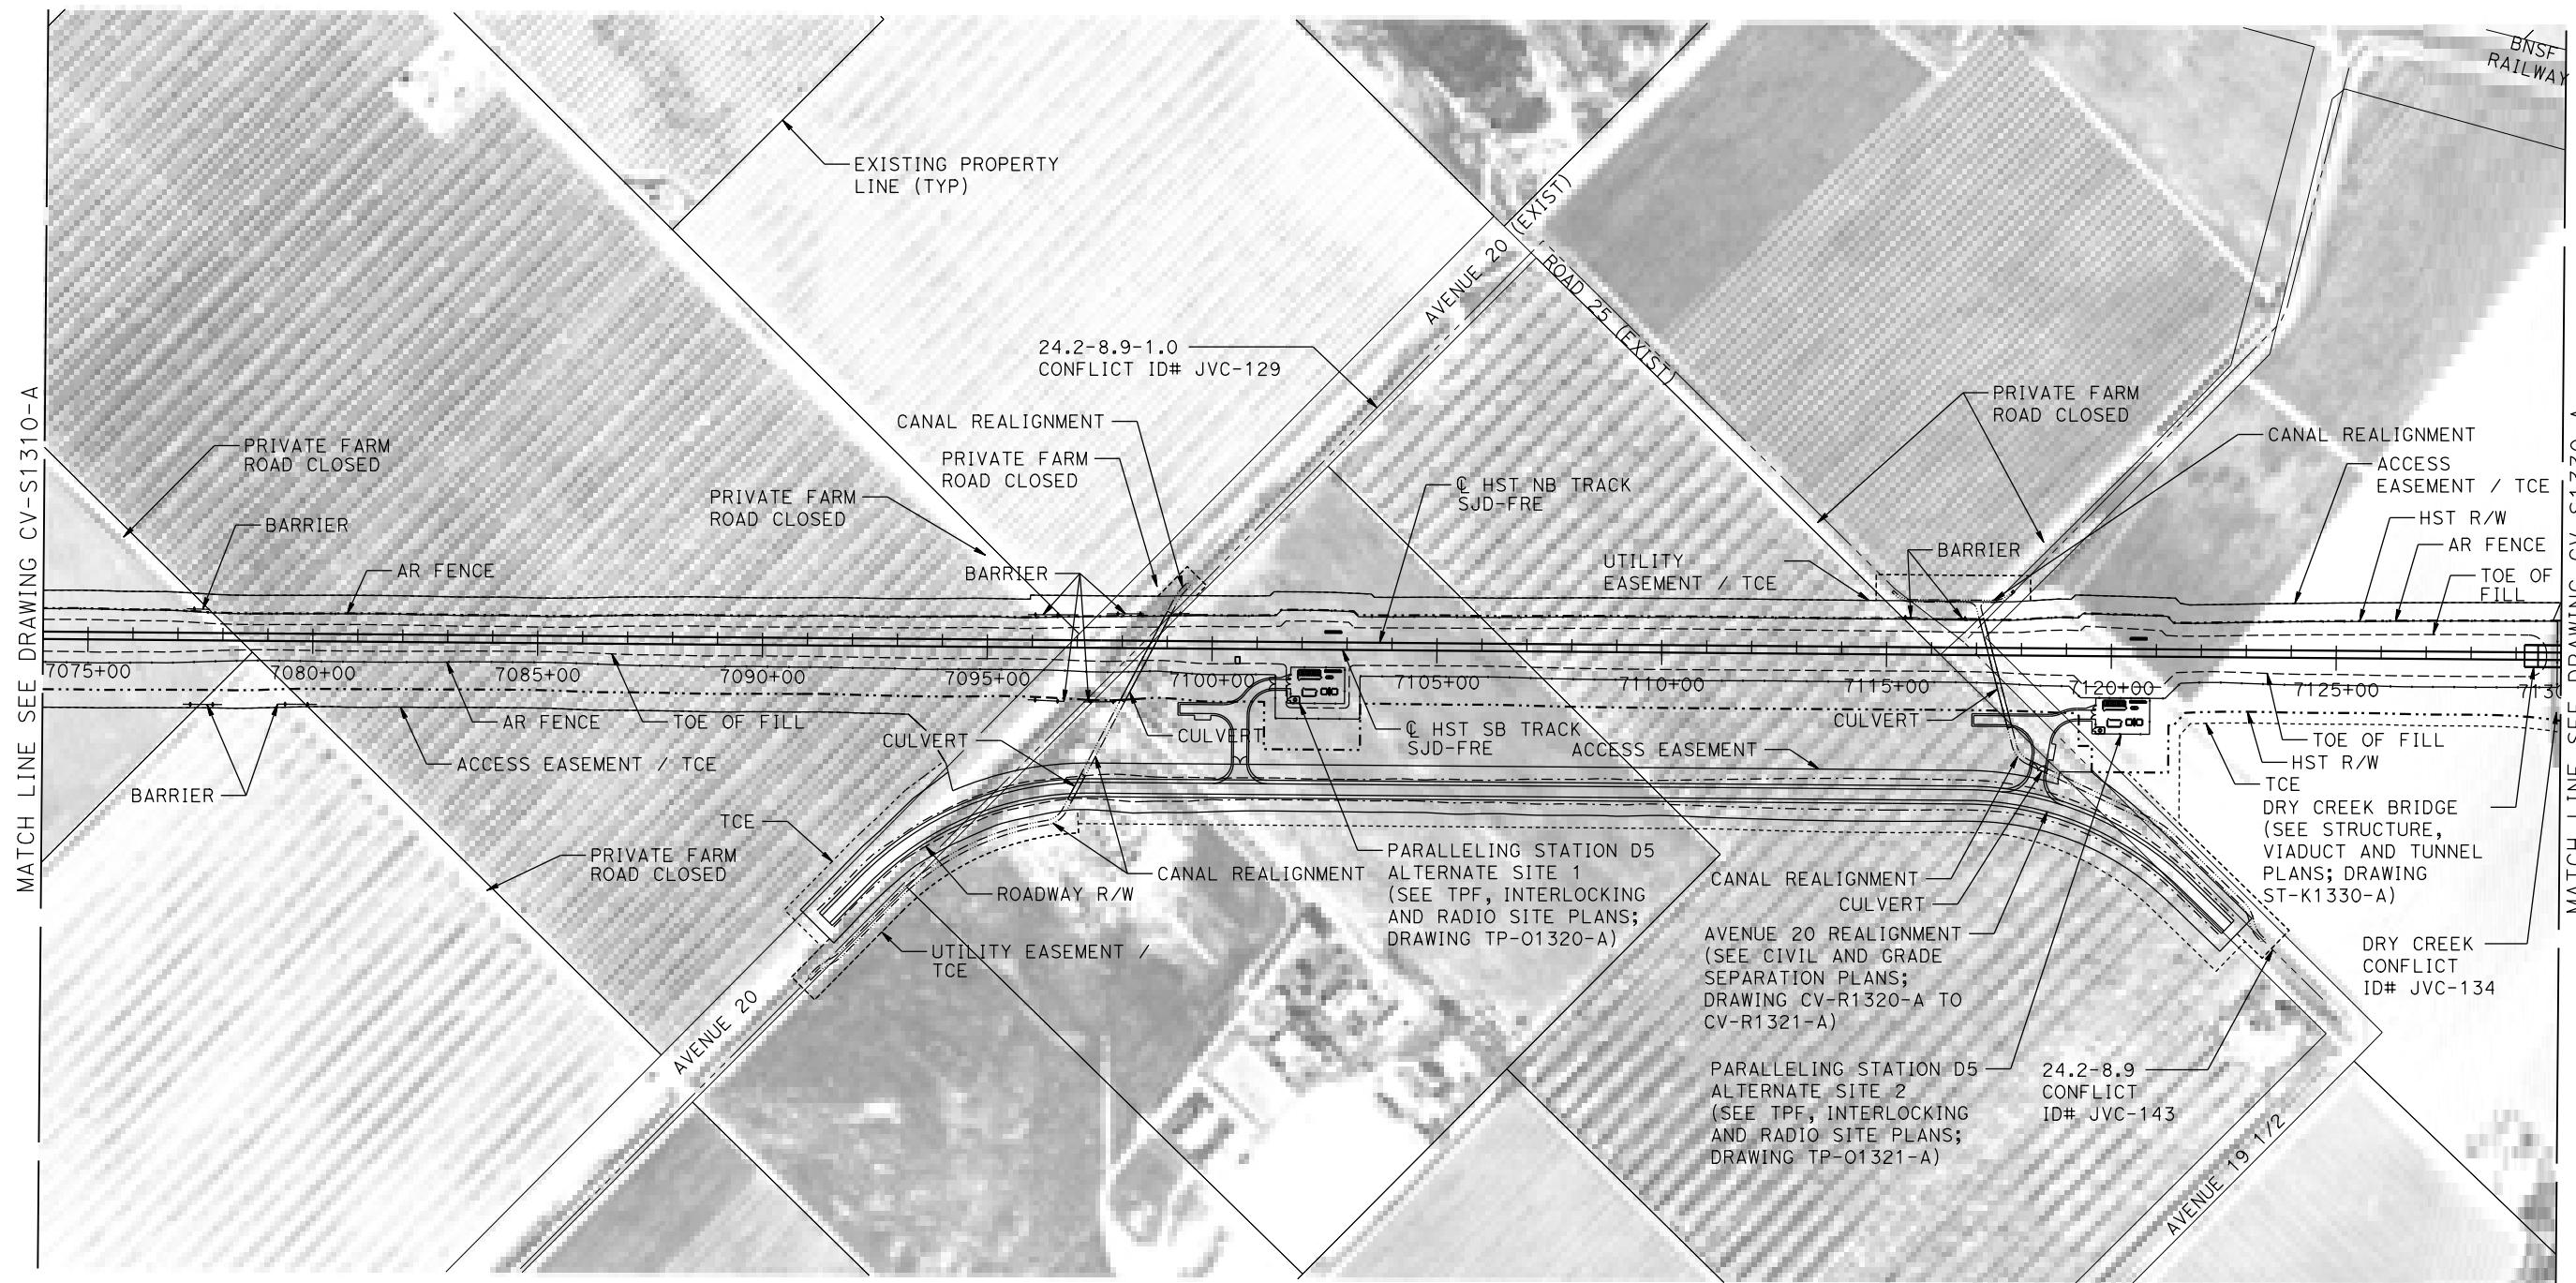 BNSF
RAILWAY
EXISTING PROPERTY
LINE (TYP)
AVENUE 20 (EXIST)
ROAD 25 (EXIST)
24.2-8.9-1.0
CONFLICT ID# JVC-129
CANAL REALIGNMENT
PRIVATE FARM
ROAD CLOSED
PRIVATE FARM
ROAD CLOSED
PRIVATE FARM
ROAD CLOSED
BARRIER
AR FENCE
BARRIER
℄ HST NB TRACK
SJD-FRE
UTILITY
EASEMENT / TCE
BARRIER
PRIVATE FARM
ROAD CLOSED
CANAL REALIGNMENT
ACCESS
EASEMENT / TCE
HST R/W
AR FENCE
TOE OF
FILL
MATCH LINE SEE DRAWING CV-S1310-A
7075+00
7080+00
7085+00
7090+00
7095+00
7100+00
7105+00
7110+00
7115+00
7120+00
7125+00
AR FENCE
TOE OF FILL
ACCESS EASEMENT / TCE
BARRIER
CULVERT
CULVERT
℄ HST SB TRACK
SJD-FRE
ACCESS EASEMENT
CULVERT
TOE OF FILL
HST R/W
TCE
DRY CREEK BRIDGE
(SEE STRUCTURE,
VIADUCT AND TUNNEL
PLANS; DRAWING
ST-K1330-A)
DRY CREEK
CONFLICT
ID# JVC-134
TCE
PRIVATE FARM
ROAD CLOSED
ROADWAY R/W
CANAL REALIGNMENT
UTILITY EASEMENT /
TCE
PARALLELING STATION D5
ALTERNATE SITE 1
(SEE TPF, INTERLOCKING
AND RADIO SITE PLANS;
DRAWING TP-O1320-A)
CANAL REALIGNMENT
CULVERT
AVENUE 20 REALIGNMENT
(SEE CIVIL AND GRADE
SEPARATION PLANS;
DRAWING CV-R1320-A TO
CV-R1321-A)
PARALLELING STATION D5
ALTERNATE SITE 2
(SEE TPF, INTERLOCKING
AND RADIO SITE PLANS;
DRAWING TP-O1321-A)
24.2-8.9
CONFLICT
ID# JVC-143
AVENUE 20
AVENUE 19 1/2